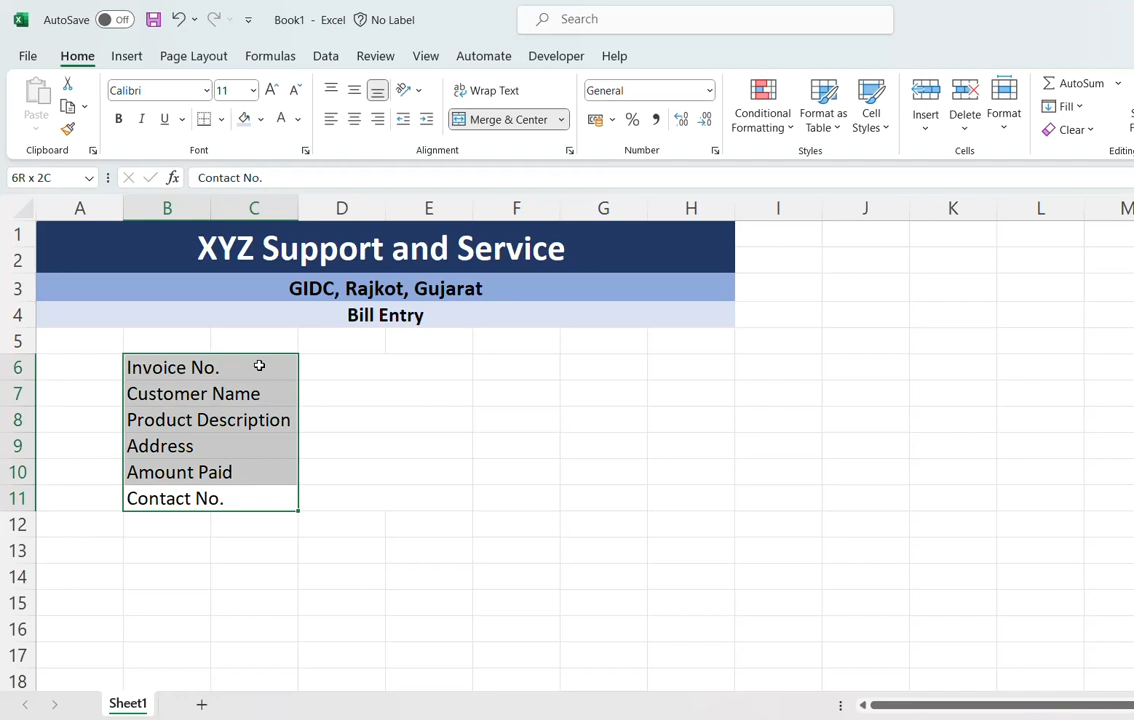 AutoSave Off Book1 - Excel No Label Search
File Home Insert Page Layout Formulas Data Review View Automate Developer Help
Paste Calibri 11 Wrap Text General Conditional Formatting Format as Table Cell Styles Insert Delete Format AutoSum
B I U A Merge & Center % Fill
Clear
Clipboard Font Alignment Number Styles Cells Editing
6R x 2C fx Contact No.
A B C D E F G H I J K L M
1 XYZ Support and Service
2
3 GIDC, Rajkot, Gujarat
4 Bill Entry
5
6 Invoice No.
7 Customer Name
8 Product Description
9 Address
10 Amount Paid
11 Contact No.
12
13
14
15
16
17
18
Sheet1